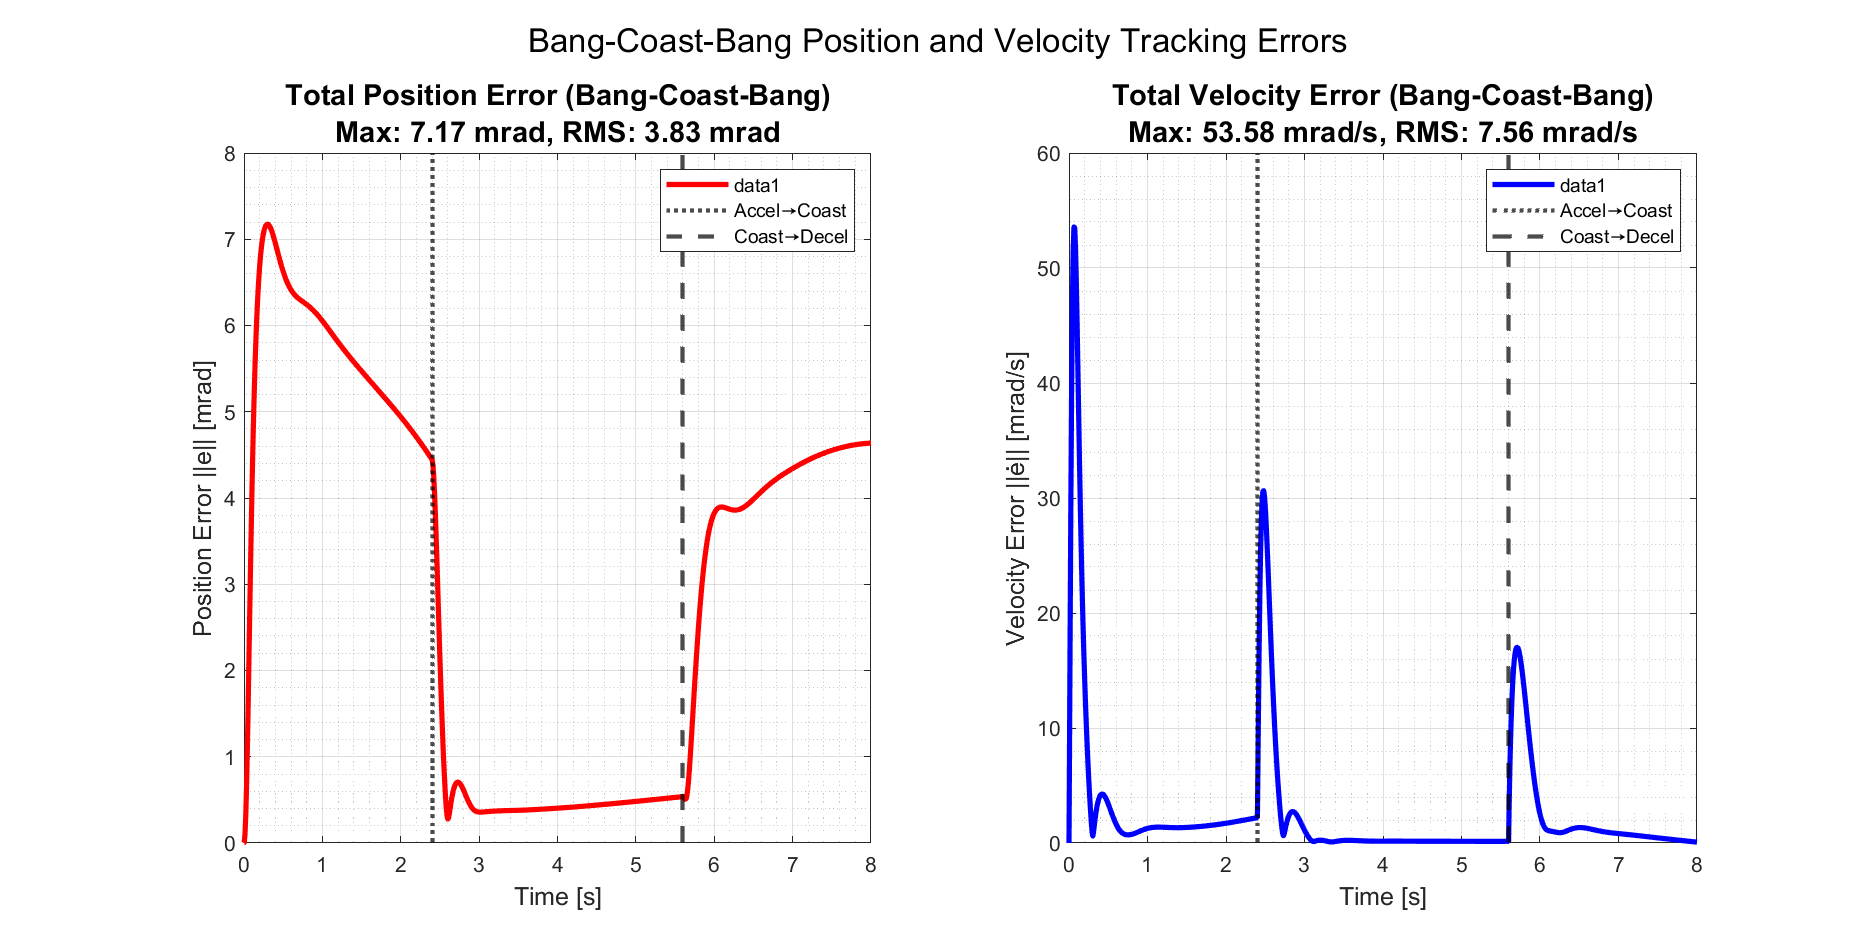 Bang-Coast-Bang Position and Velocity Tracking Errors
Total Position Error (Bang-Coast-Bang)
Max: 7.17 mrad, RMS: 3.83 mrad
Position Error ||e|| [mrad]
8
7
6
5
4
3
2
1
0
data1
Accel→Coast
Coast→Decel
0 1 2 3 4 5 6 7 8
Time [s]
Total Velocity Error (Bang-Coast-Bang)
Max: 53.58 mrad/s, RMS: 7.56 mrad/s
Velocity Error ||ė|| [mrad/s]
60
50
40
30
20
10
0
data1
Accel→Coast
Coast→Decel
0 1 2 3 4 5 6 7 8
Time [s]